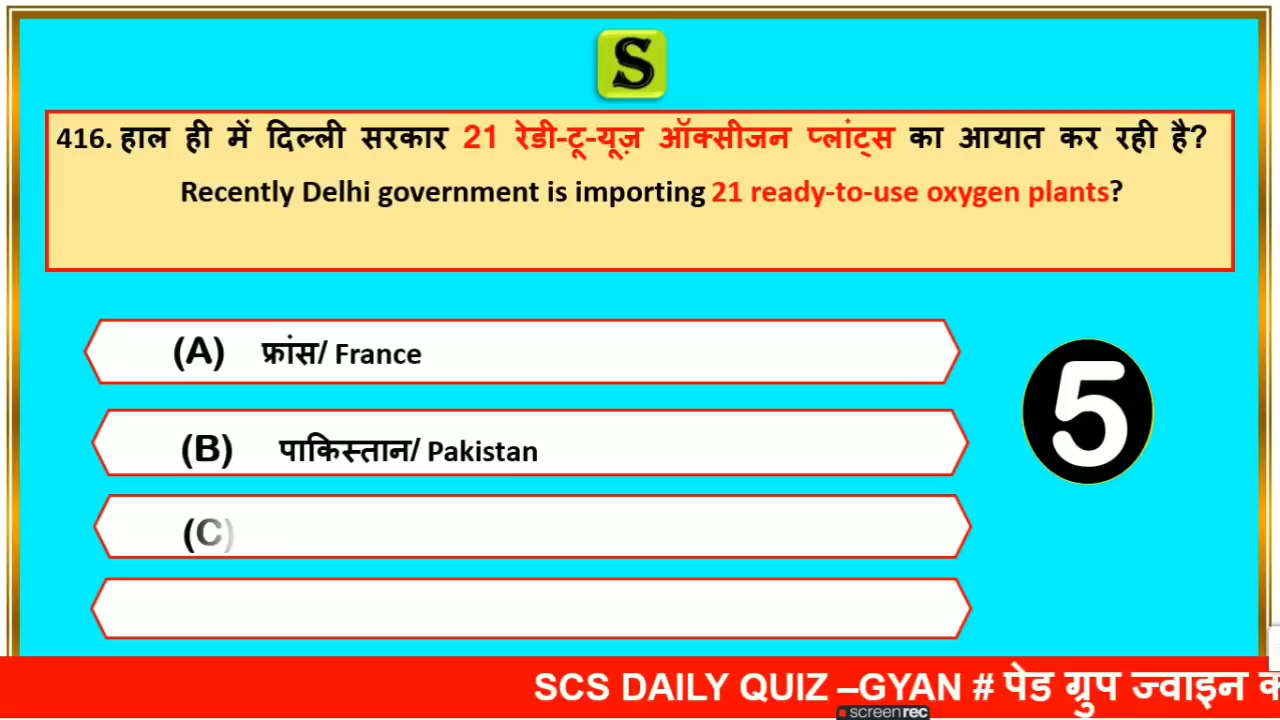 S
416. हाल ही में दिल्ली सरकार 21 रेडी-टू-यूज़ ऑक्सीजन प्लांट्स का आयात कर रही है?
Recently Delhi government is importing 21 ready-to-use oxygen plants?
(A) फ्रांस/ France
(B) पाकिस्तान/ Pakistan
5
(C)
SCS DAILY QUIZ –GYAN # पेड ग्रुप ज्वाइन
screenrec